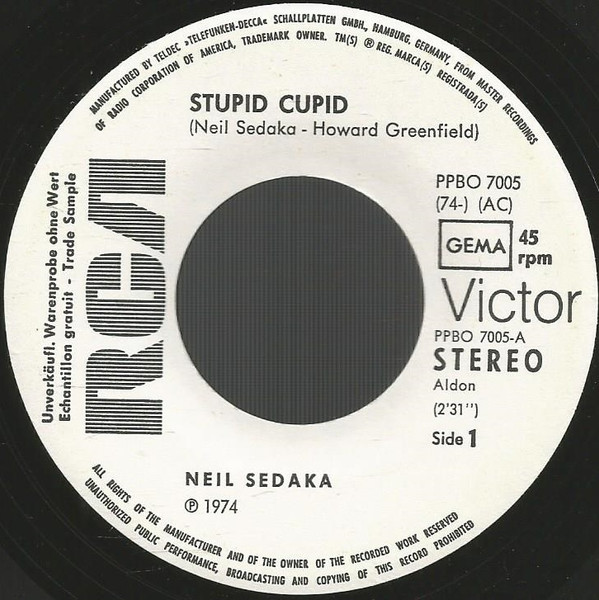 MANUFACTURED BY TELDEC »TELEFUNKEN-DECCA« SCHALLPLATTEN GMBH., HAMBURG, GERMANY, FROM MASTER RECORDINGS
OF RADIO CORPORATION OF AMERICA, TRADEMARK OWNER. TM(S) ® REG. MARCA(S) REGISTRADA(S)
STUPID CUPID
(Neil Sedaka - Howard Greenfield)
Unverkäufl. Warenprobe ohne Wert
Echantillon gratuit - Trade Sample
RCA
PPBO 7005
(74-) (AC)
GEMA 45
rpm
Victor
PPBO 7005-A
STEREO
Aldon
(2'31'')
Side 1
NEIL SEDAKA
℗ 1974
ALL RIGHTS OF THE MANUFACTURER AND OF THE OWNER OF THE RECORDED WORK RESERVED
UNAUTHORIZED PUBLIC PERFORMANCE, BROADCASTING AND COPYING OF THIS RECORD PROHIBITED